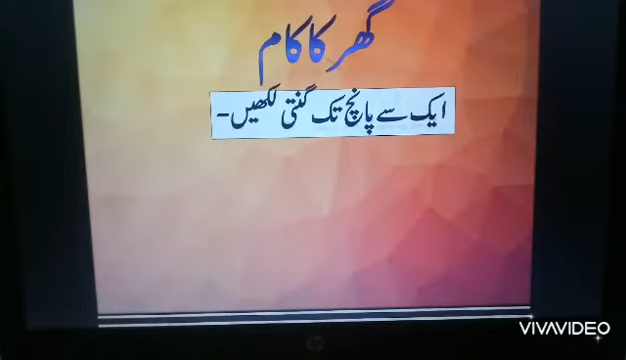 گھر کا کام
ایک سے پانچ تک گنتی لکھیں-
VIVAVIDEO